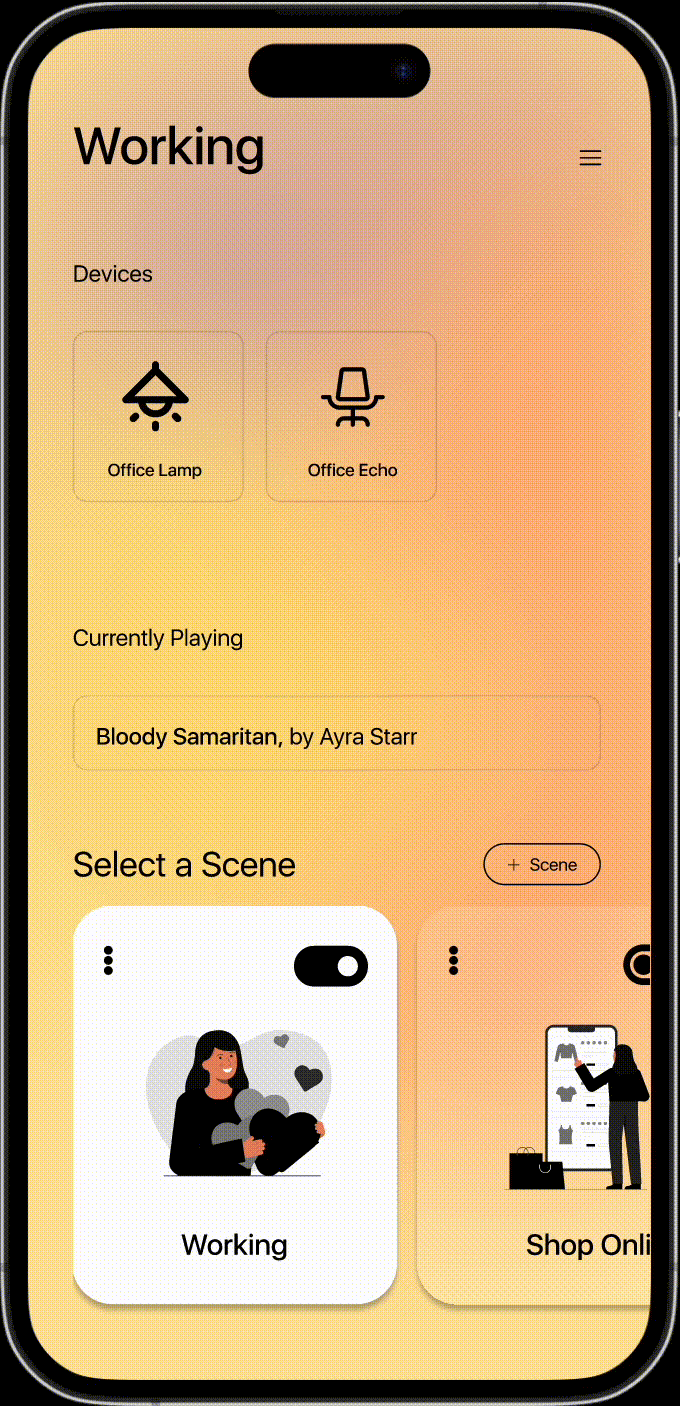 Working
Devices
Office Lamp
Office Echo
Currently Playing
Bloody Samaritan, by Ayra Starr
Select a Scene
+ Scene
Working
Shop Onli